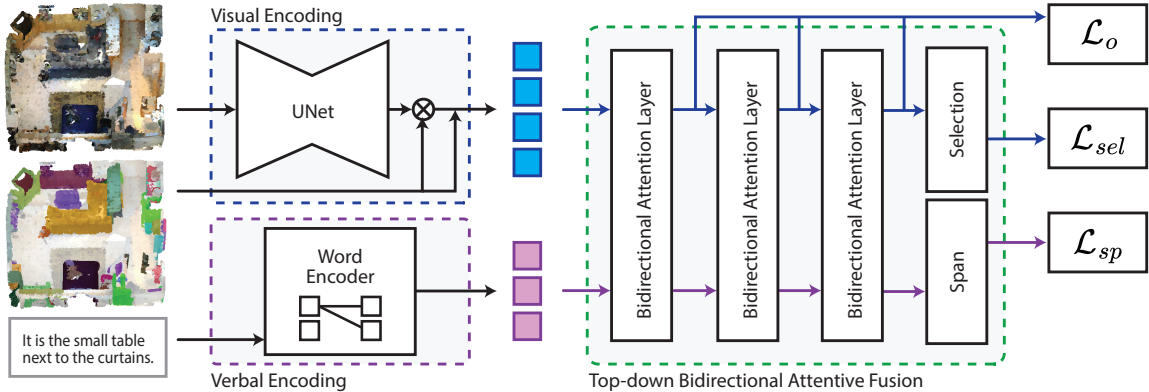 Visual Encoding
UNet
It is the small table
next to the curtains.
Word
Encoder
Verbal Encoding
Bidirectional Attention Layer
Bidirectional Attention Layer
Bidirectional Attention Layer
Selection
Span
Top-down Bidirectional Attentive Fusion
ℒo
ℒsel
ℒsp